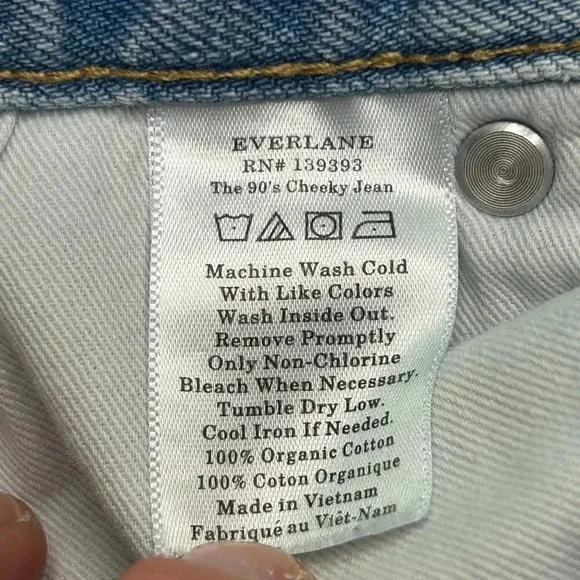 EVERLANE
RN# 139393
The 90's Cheeky Jean
Machine Wash Cold
With Like Colors
Wash Inside Out.
Remove Promptly
Only Non-Chlorine
Bleach When Necessary.
Tumble Dry Low.
Cool Iron If Needed.
100% Organic Cotton
100% Coton Organique
Made in Vietnam
Fabriqué au Viêt-Nam